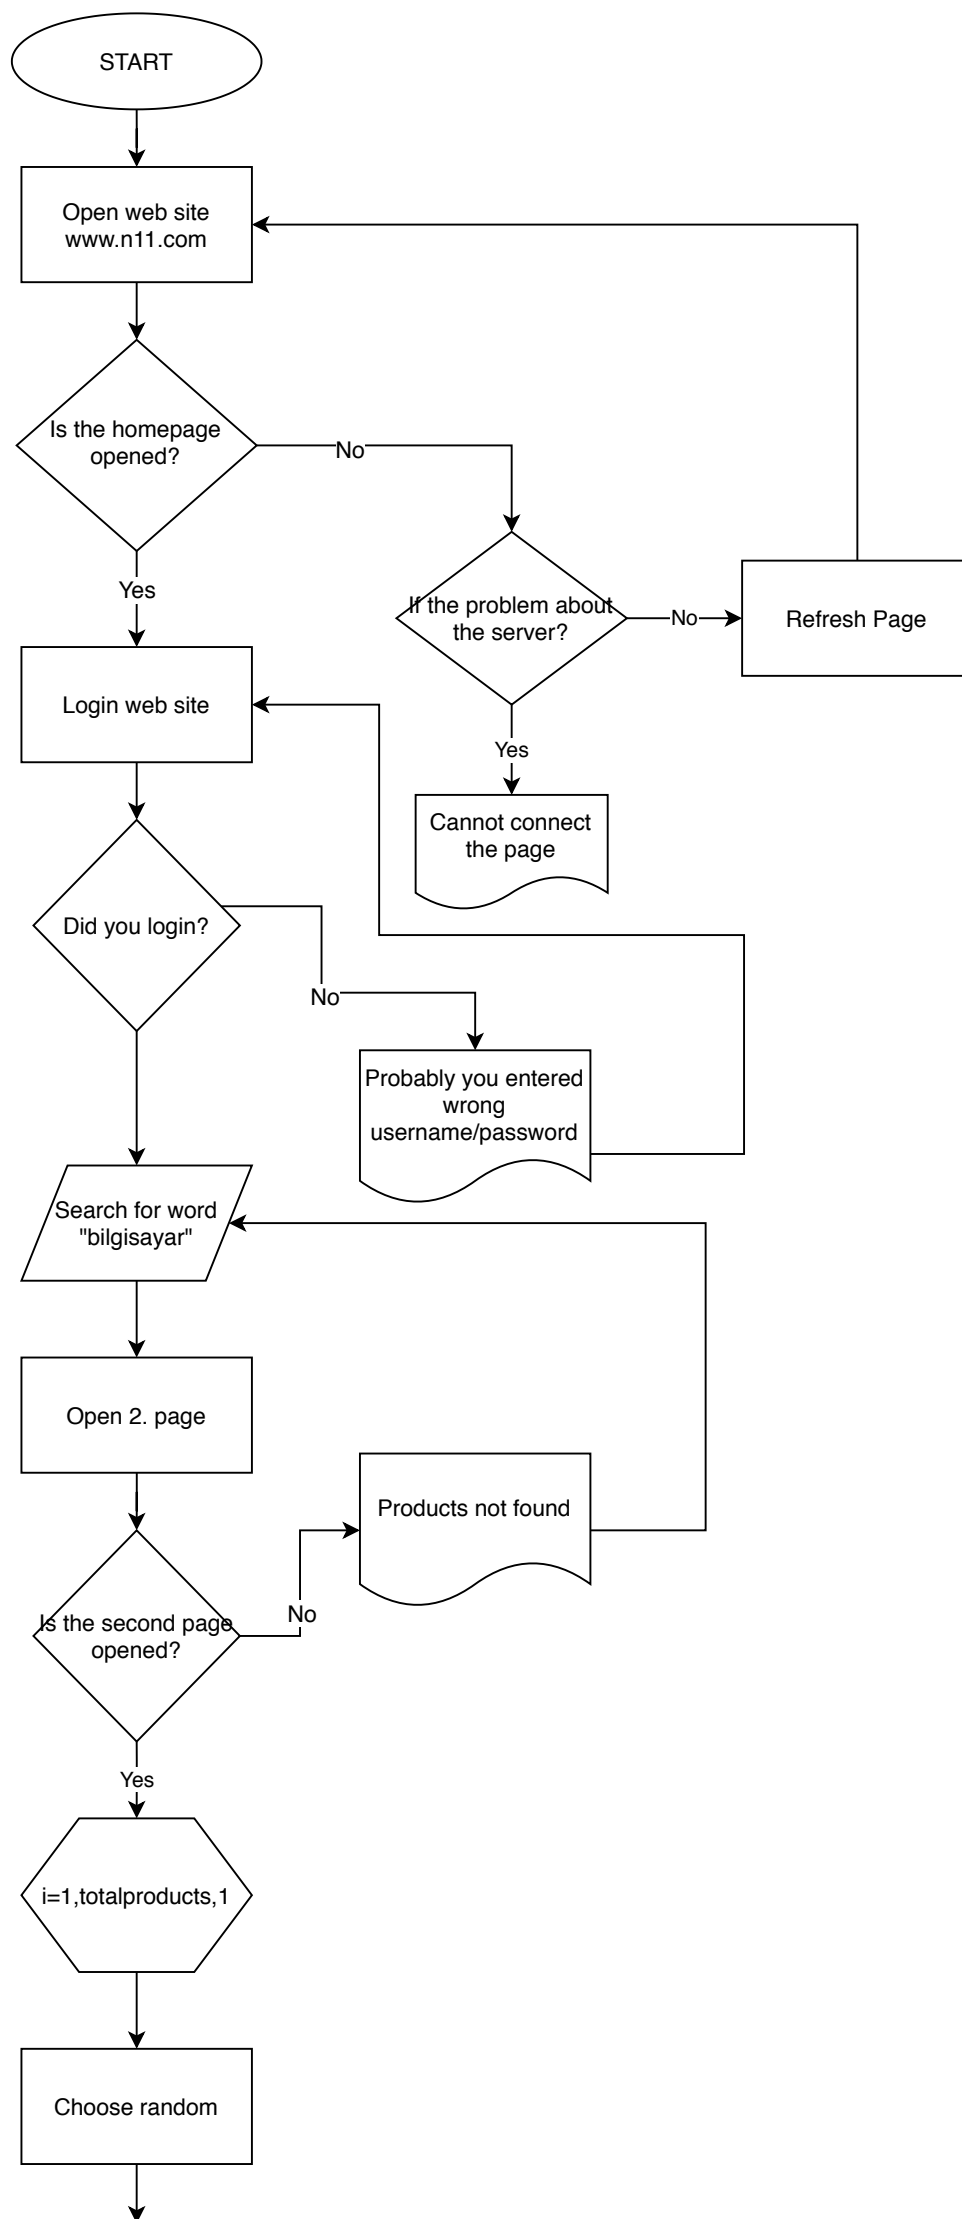 START
Open web site
www.n11.com
Is the homepage
opened?
No
Yes
If the problem about
the server?
No
Refresh Page
Login web site
Yes
Cannot connect
the page
Did you login?
No
Probably you entered
wrong
username/password
Search for word
"bilgisayar"
Open 2. page
Products not found
No
Is the second page
opened?
Yes
i=1,totalproducts,1
Choose random